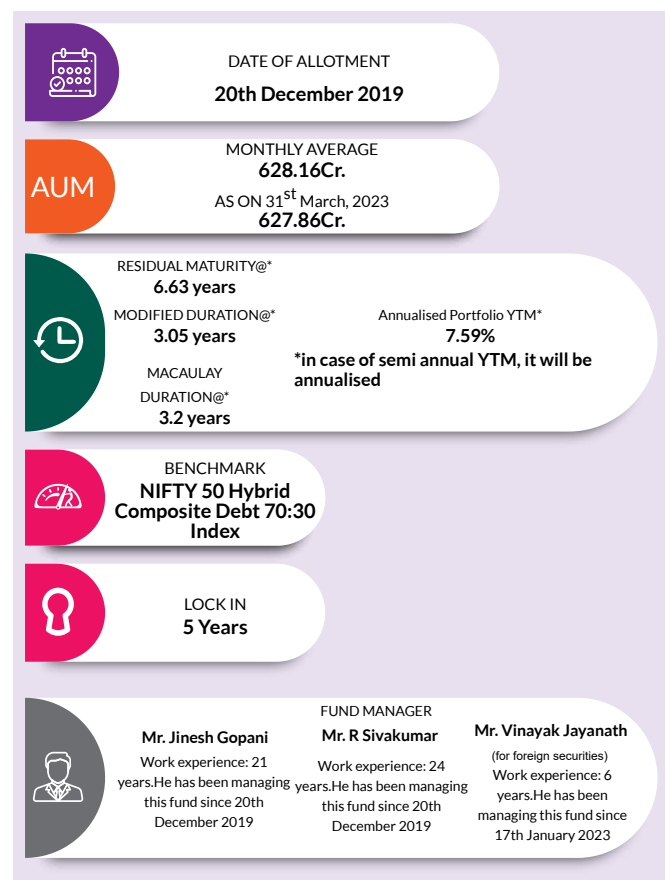 DATE OF ALLOTMENT
20th December 2019
AUM
MONTHLY AVERAGE
628.16Cr.
AS ON 31st March, 2023
627.86Cr.
RESIDUAL MATURITY@*
6.63 years
MODIFIED DURATION@*
3.05 years
MACAULAY
DURATION@*
3.2 years
Annualised Portfolio YTM*
7.59%
*in case of semi annual YTM, it will be
annualised
BENCHMARK
NIFTY 50 Hybrid
Composite Debt 70:30
Index
LOCK IN
5 Years
FUND MANAGER
Mr. Jinesh Gopani
Work experience: 21
years.He has been managing
this fund since 20th
December 2019
Mr. R Sivakumar
Work experience: 24
years.He has been managing
this fund since 20th
December 2019
Mr. Vinayak Jayanath
(for foreign securities)
Work experience: 6
years.He has been
managing this fund since
17th January 2023